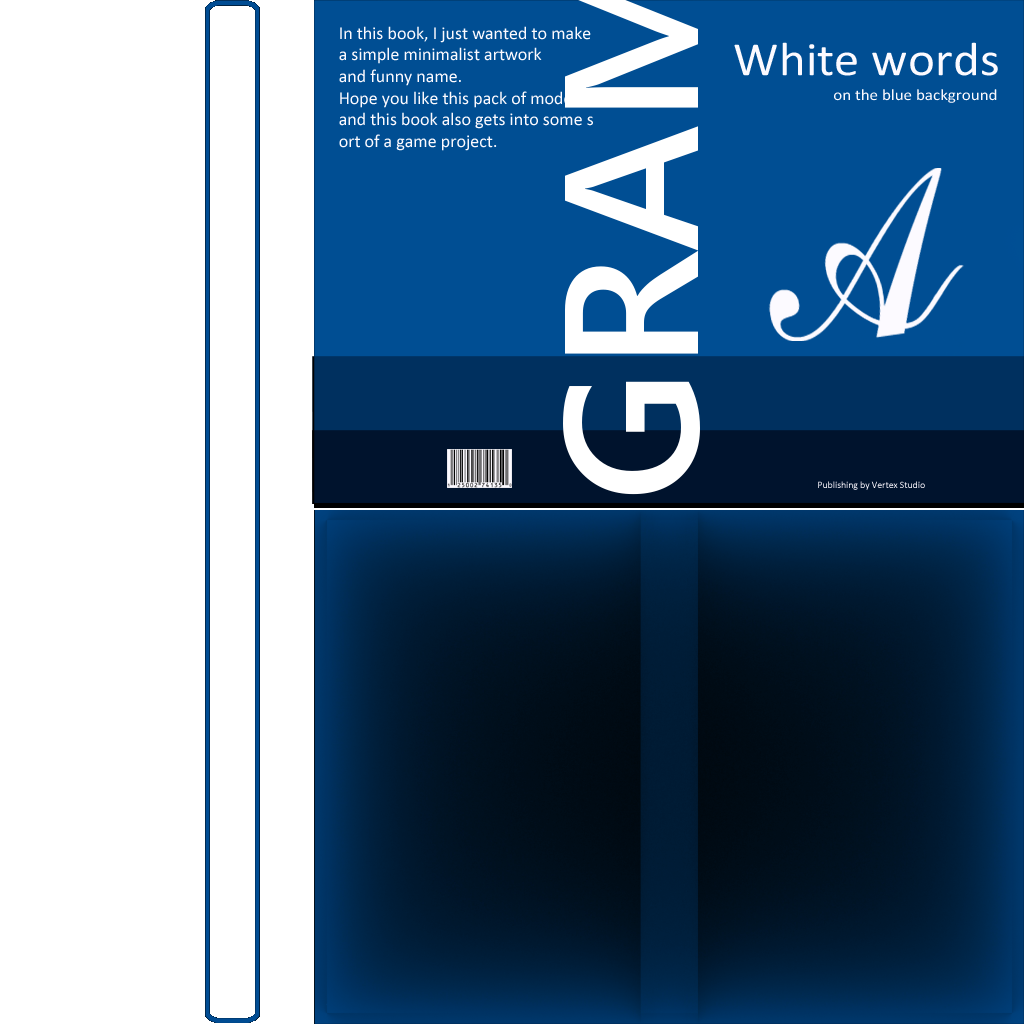 In this book, I just wanted to make
a simple minimalist artwork
and funny name.
Hope you like this pack of
and this book also gets into some s
ort of a game project.
GRAM
White words
on the blue background
A
Publishing by Vertex Studio